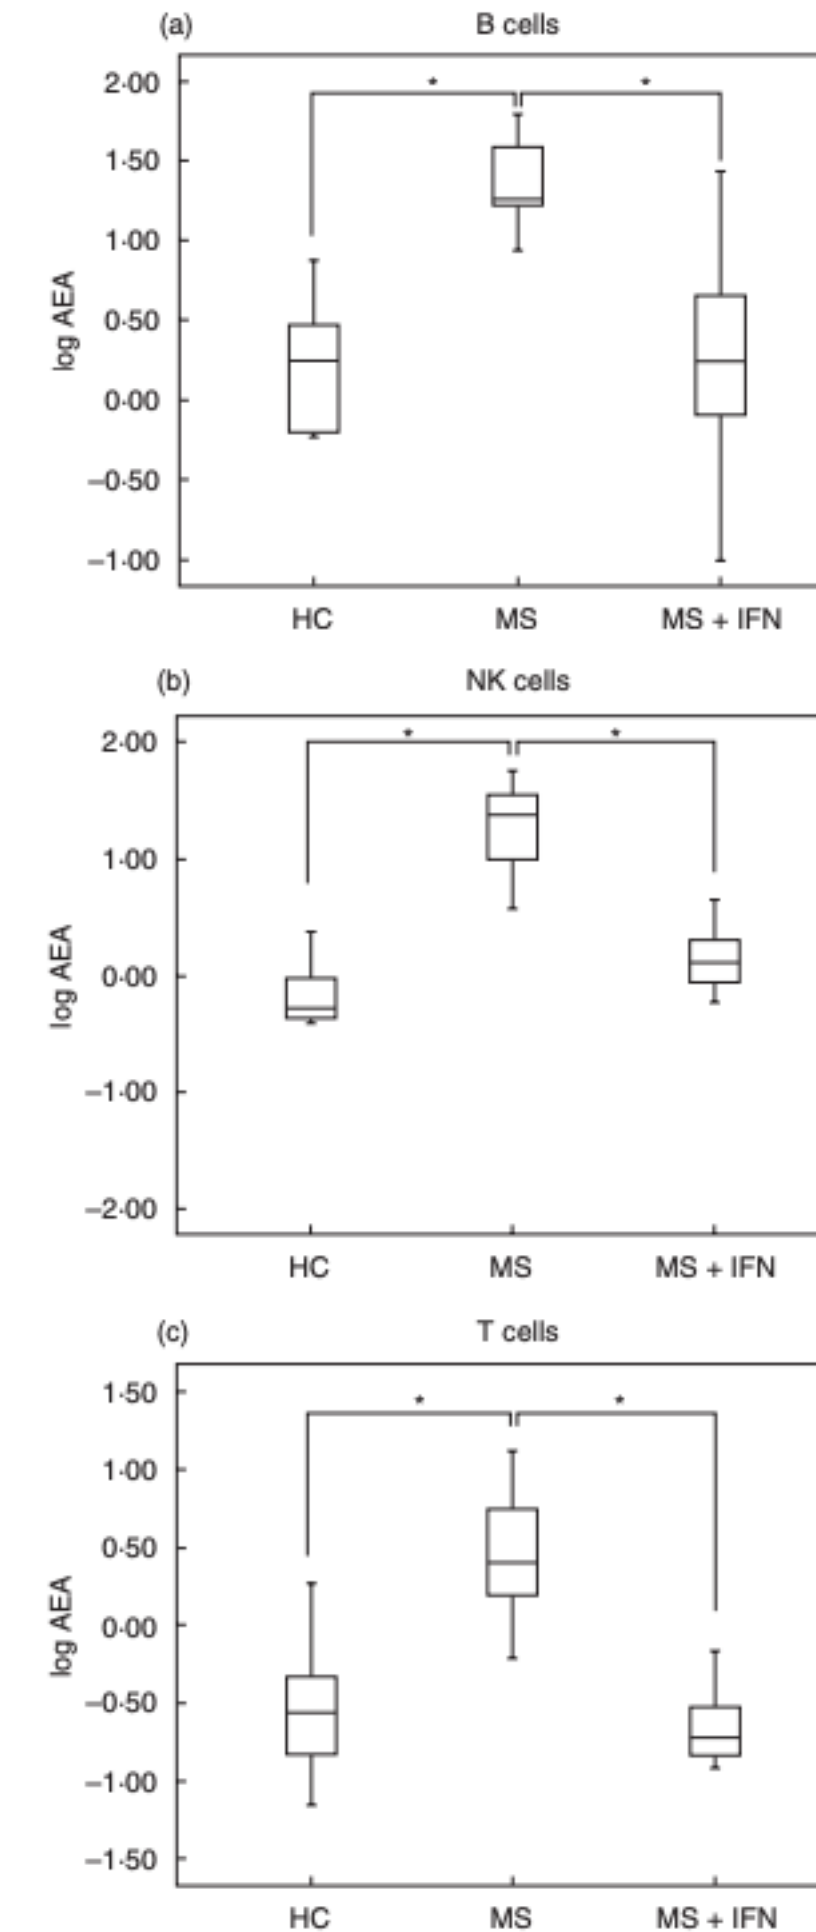 (a) B cells
* *
2·00
1·50
1·00
0·50
0·00
–0·50
–1·00
log AEA
HC MS MS + IFN
(b) NK cells
* *
2·00
1·00
0·00
–1·00
–2·00
log AEA
HC MS MS + IFN
(c) T cells
* *
1·50
1·00
0·50
0·00
–0·50
–1·00
–1·50
log AEA
HC MS MS + IFN